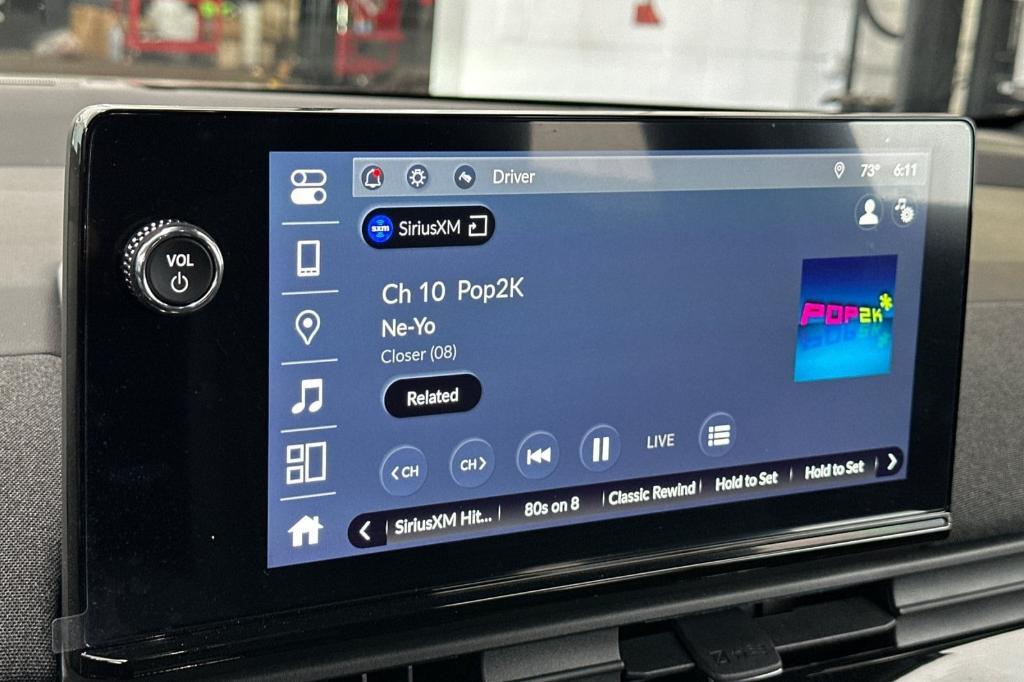 Driver
73° 6:11
VOL
sxm SiriusXM
Ch 10 Pop2K
Ne-Yo
Closer (08)
POP2K
Related
<CH
CH>
LIVE
SiriusXM Hit...
80s on 8
Classic Rewind
Hold to Set
Hold to Set